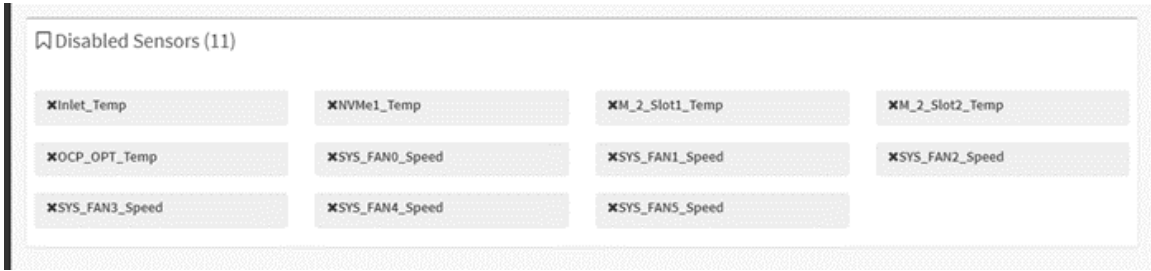 Disabled Sensors (11)
✖Inlet_Temp ✖NVMe1_Temp ✖M_2_Slot1_Temp ✖M_2_Slot2_Temp
✖OCP_OPT_Temp ✖SYS_FAN0_Speed ✖SYS_FAN1_Speed ✖SYS_FAN2_Speed
✖SYS_FAN3_Speed ✖SYS_FAN4_Speed ✖SYS_FAN5_Speed